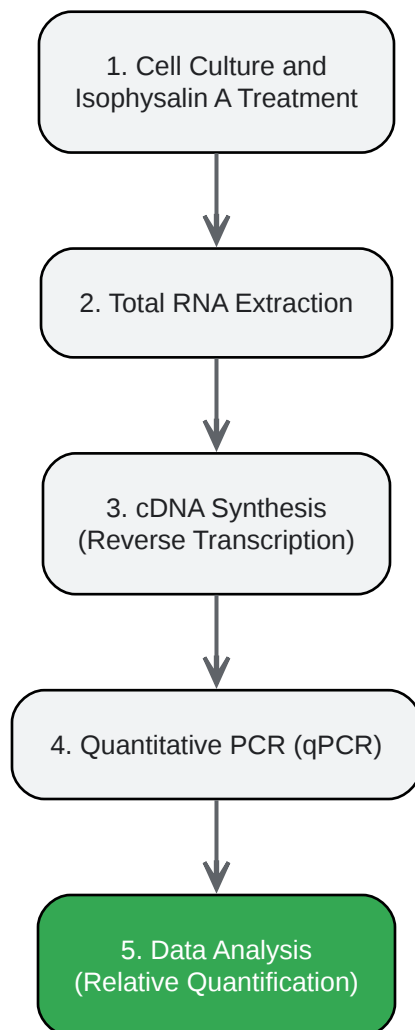 1. Cell Culture and
Isophysalin A Treatment
2. Total RNA Extraction
3. cDNA Synthesis
(Reverse Transcription)
4. Quantitative PCR (qPCR)
5. Data Analysis
(Relative Quantification)